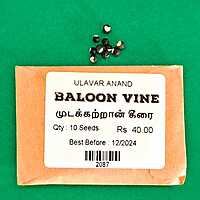 ULAVAR ANAND
BALOON VINE
முடக்கற்றான் கீரை
Qty : 10 Seeds Rs 40.00
Best Before : 12/2024
2087